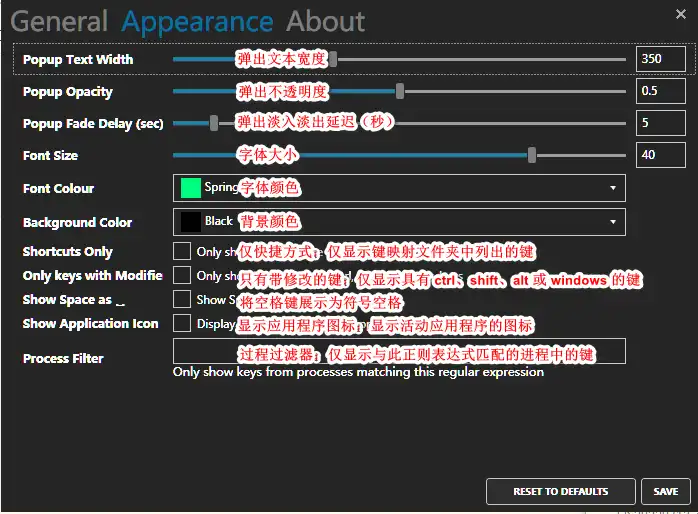 General Appearance About
Popup Text Width 弹出文本宽度 350
Popup Opacity 弹出不透明度 0.5
Popup Fade Delay (sec) 弹出淡入淡出延迟（秒） 5
Font Size 字体大小 40
Font Colour Spring 字体颜色
Background Color Black 背景颜色
Shortcuts Only Only 仅快捷方式：仅显示键映射文件夹中列出的键
Only keys with Modifie Only 只有带修改的键：仅显示具有 ctrl、shift、alt 或 windows 的键
Show Space as ⎵ Show 将空格键展示为符号空格
Show Application Icon Display 显示应用程序图标：显示活动应用程序的图标
Process Filter 过程过滤器：仅显示与此正则表达式匹配的进程中的键
Only show keys from processes matching this regular expression
RESET TO DEFAULTS SAVE